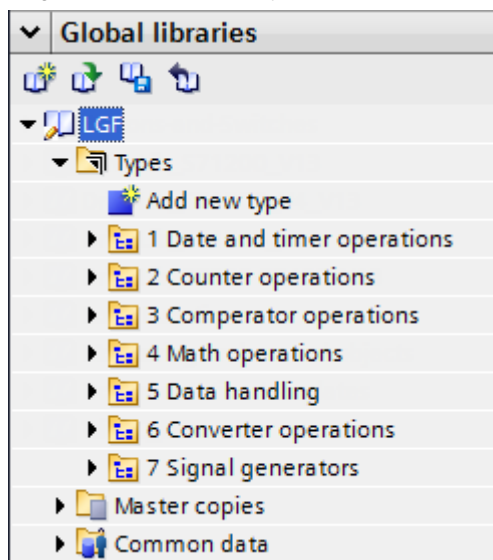 Global libraries
LGF
Types
Add new type
1 Date and timer operations
2 Counter operations
3 Comperator operations
4 Math operations
5 Data handling
6 Converter operations
7 Signal generators
Master copies
Common data